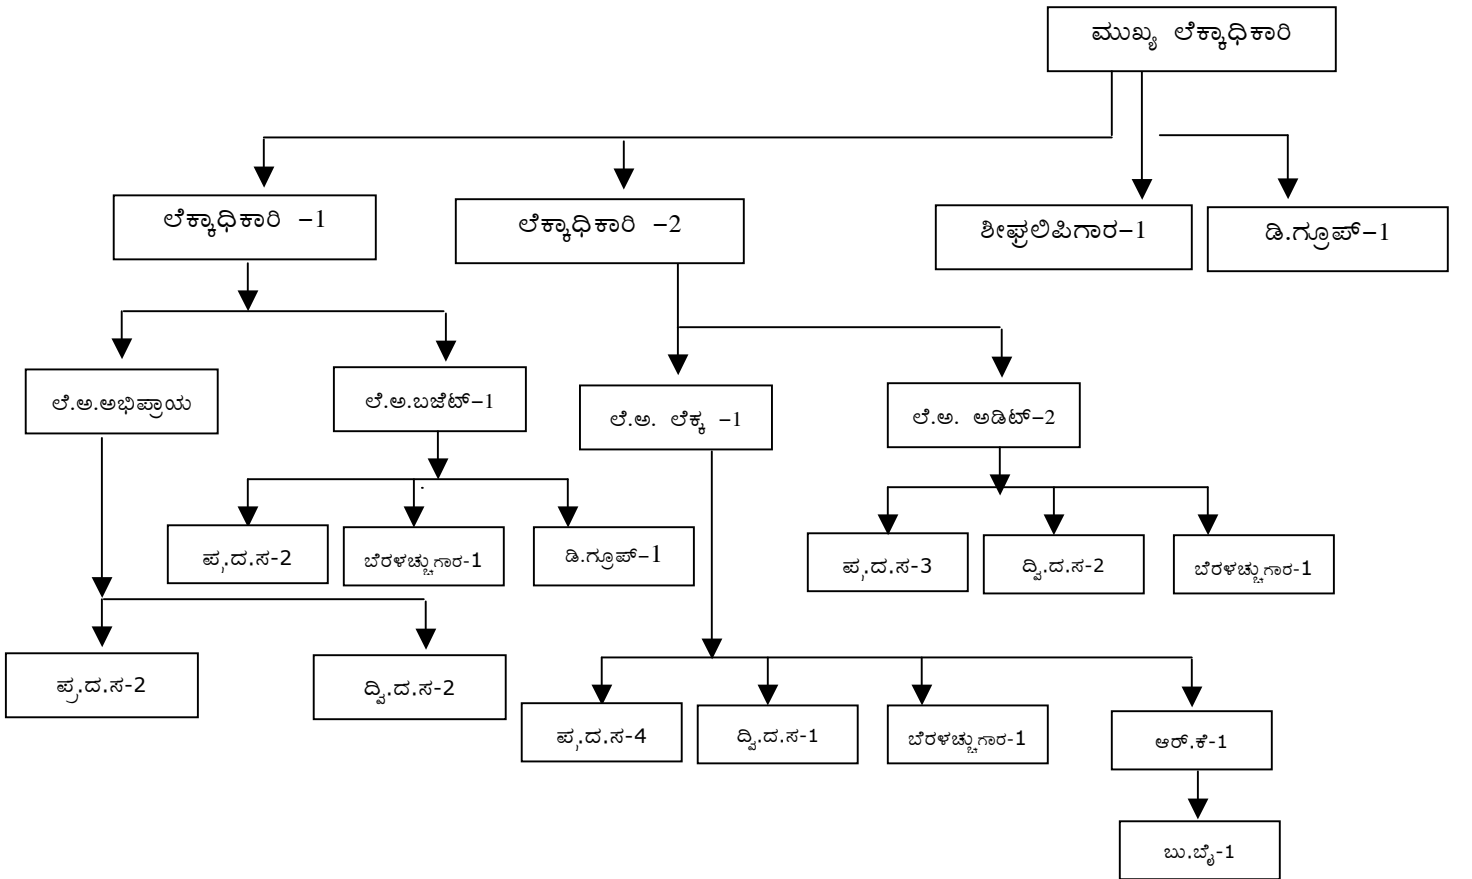 ಮುಖ್ಯ ಲೆಕ್ಕಾಧಿಕಾರಿ
ಲೆಕ್ಕಾಧಿಕಾರಿ -1
ಲೆಕ್ಕಾಧಿಕಾರಿ -2
ಶೀಘ್ರಲಿಪಿಗಾರ-1
ಡಿ.ಗ್ರೂಪ್-1
ಲೆ.ಅ.ಅಭಿಪ್ರಾಯ
ಲೆ.ಅ.ಬಜೆಟ್-1
ಲೆ.ಅ. ಲೆಕ್ಕ -1
ಲೆ.ಅ. ಅಡಿಟ್-2
ಪ್ರ.ದ.ಸ-2
ಬೆರಳಚ್ಚುಗಾರ-1
ಡಿ.ಗ್ರೂಪ್-1
ಪ್ರ.ದ.ಸ-3
ದ್ವಿ.ದ.ಸ-2
ಬೆರಳಚ್ಚುಗಾರ-1
ಪ್ರ.ದ.ಸ-2
ದ್ವಿ.ದ.ಸ-2
ಪ್ರ.ದ.ಸ-4
ದ್ವಿ.ದ.ಸ-1
ಬೆರಳಚ್ಚುಗಾರ-1
ಆರ್.ಕೆ-1
ಬು.ಬೈ-1